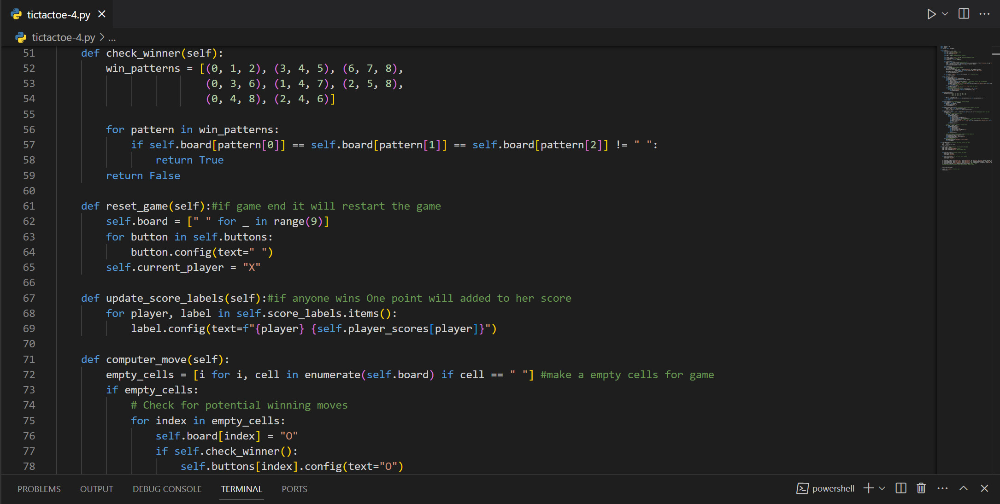 tictactoe-4.py
tictactoe-4.py > ...
51 def check_winner(self):
52 win_patterns = [(0, 1, 2), (3, 4, 5), (6, 7, 8),
53 (0, 3, 6), (1, 4, 7), (2, 5, 8),
54 (0, 4, 8), (2, 4, 6)]
55
56 for pattern in win_patterns:
57 if self.board[pattern[0]] == self.board[pattern[1]] == self.board[pattern[2]] != " ":
58 return True
59 return False
60
61 def reset_game(self):#if game end it will restart the game
62 self.board = [" " for _ in range(9)]
63 for button in self.buttons:
64 button.config(text=" ")
65 self.current_player = "X"
66
67 def update_score_labels(self):#if anyone wins One point will added to her score
68 for player, label in self.score_labels.items():
69 label.config(text=f"{player} {self.player_scores[player]}")
70
71 def computer_move(self):
72 empty_cells = [i for i, cell in enumerate(self.board) if cell == " "] #make a empty cells for game
73 if empty_cells:
74 # Check for potential winning moves
75 for index in empty_cells:
76 self.board[index] = "O"
77 if self.check_winner():
78 self.buttons[index].config(text="O")
PROBLEMS OUTPUT DEBUG CONSOLE TERMINAL PORTS powershell